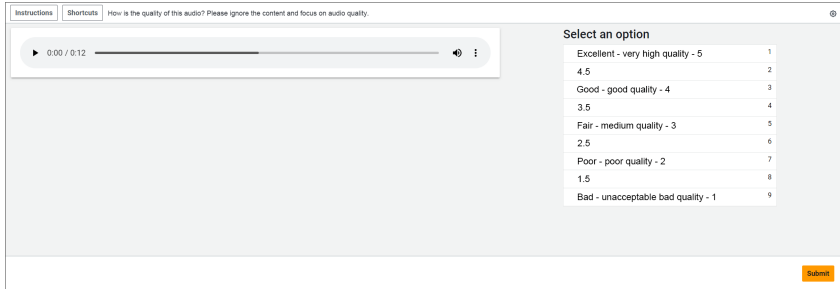 Instructions Shortcuts How is the quality of this audio? Please ignore the content and focus on audio quality.
0:00 / 0:12
Select an option
Excellent - very high quality - 5 1
4.5 2
Good - good quality - 4 3
3.5 4
Fair - medium quality - 3 5
2.5 6
Poor - poor quality - 2 7
1.5 8
Bad - unacceptable bad quality - 1 9
Submit